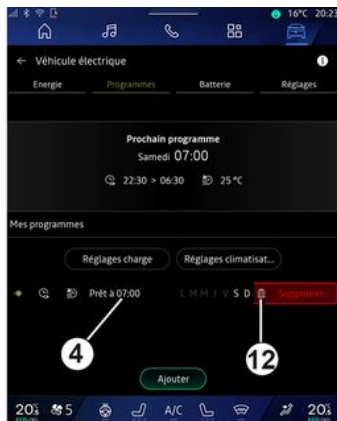 16°C 20:23
Véhicule électrique
Energie Programmes Batterie Réglages
Prochain programme
Samedi 07:00
22:30 > 06:30 25 °C
Mes programmes
Réglages charge Réglages climatisat...
Prêt à 07:00 L M M J V S D Supprimer
4 12
Ajouter
20 5 A/C 20